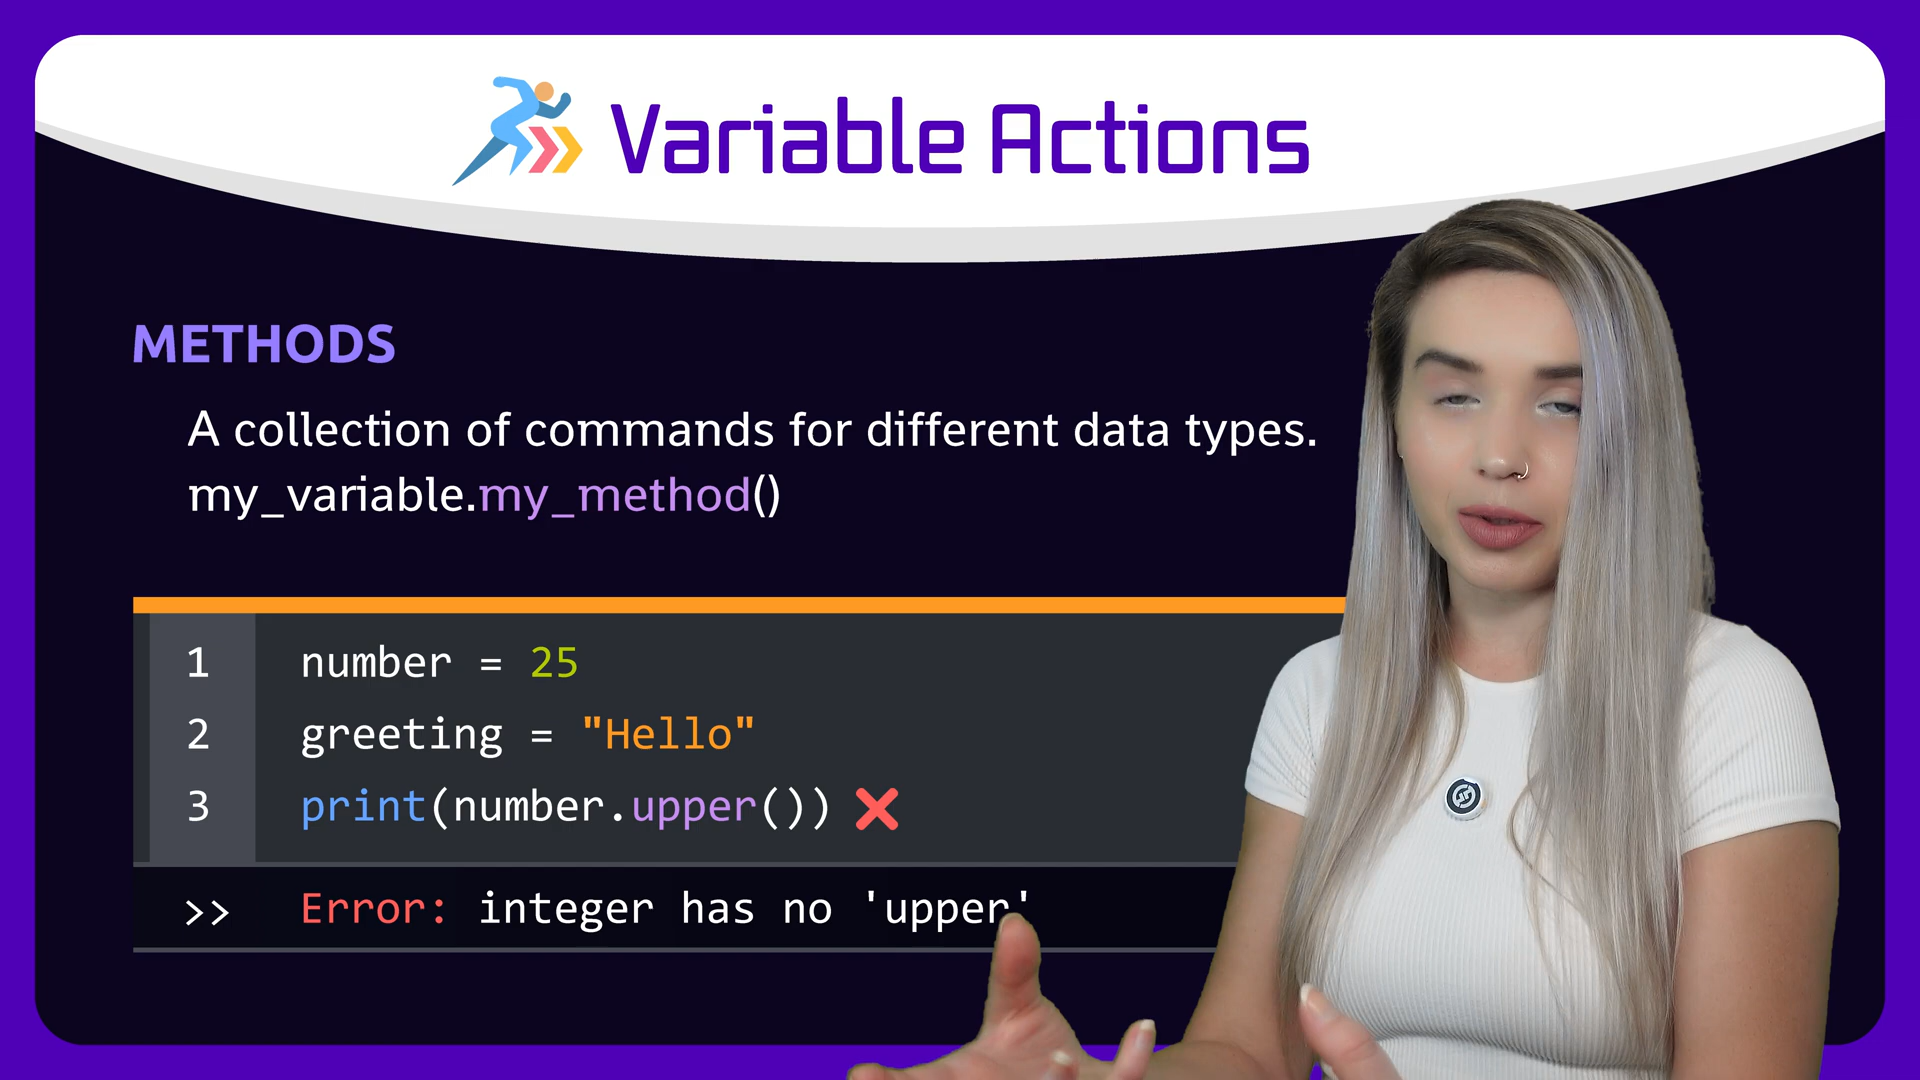 Variable Actions
METHODS
A collection of commands for different data types.
my_variable.my_method()
1 number = 25
2 greeting = "Hello"
3 print(number.upper())
>> Error: integer has no 'upper'